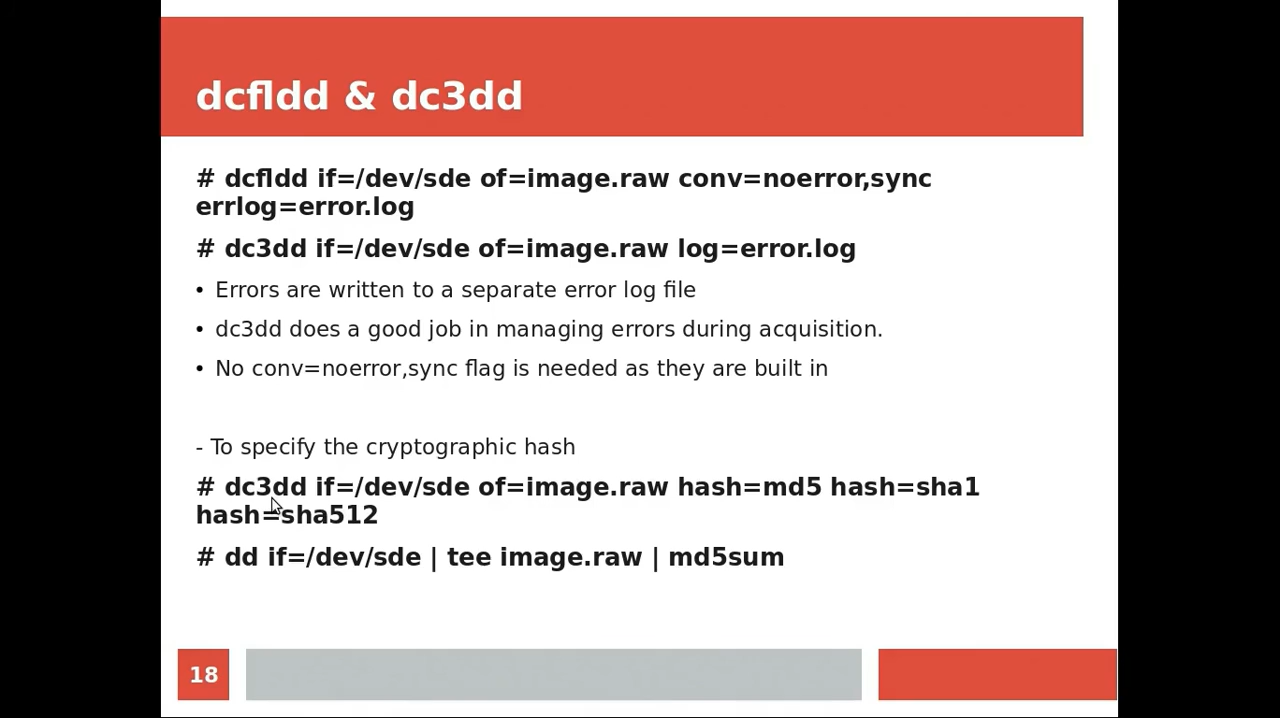 dcfldd & dc3dd
# dcfldd if=/dev/sde of=image.raw conv=noerror,sync
errlog=error.log
# dc3dd if=/dev/sde of=image.raw log=error.log
• Errors are written to a separate error log file
• dc3dd does a good job in managing errors during acquisition.
• No conv=noerror,sync flag is needed as they are built in
- To specify the cryptographic hash
# dc3dd if=/dev/sde of=image.raw hash=md5 hash=sha1
hash=sha512
# dd if=/dev/sde | tee image.raw | md5sum
18